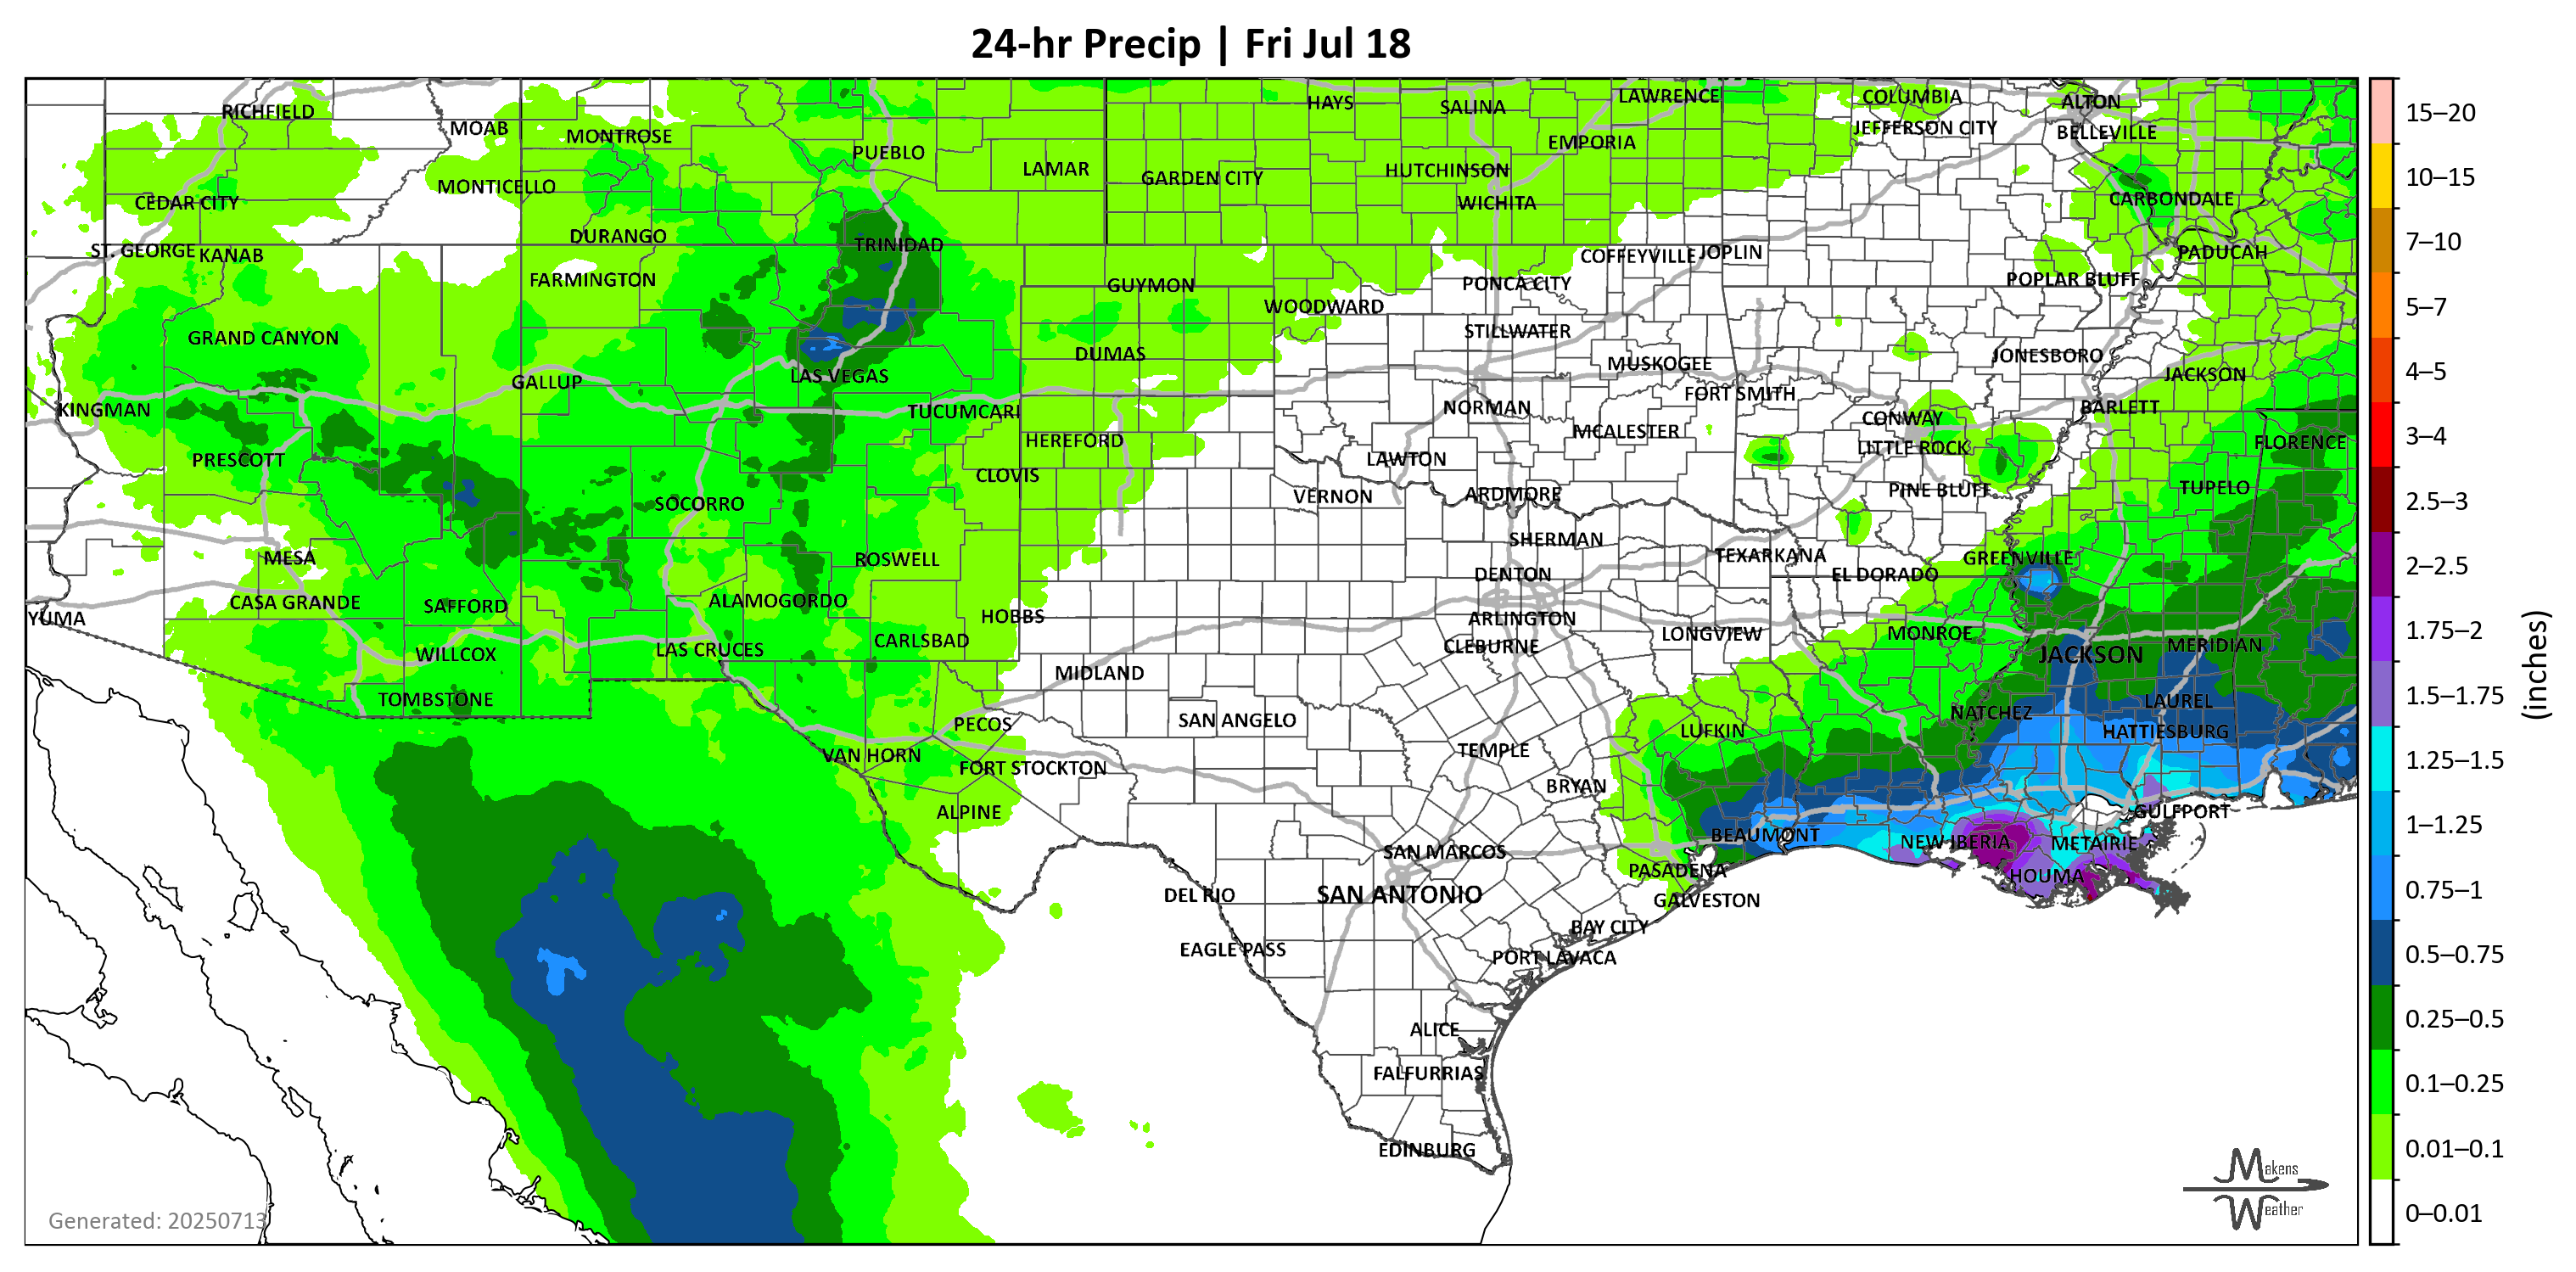 24-hr Precip | Fri Jul 18
RICHFIELD
MOAB
MONTROSE
PUEBLO
LAMAR
GARDEN CITY
HAYS
SALINA
LAWRENCE
EMPORIA
HUTCHINSON
WICHITA
COLUMBIA
JEFFERSON CITY
ALTON
BELLEVILLE
CARBONDALE
PADUCAH
MONTICELLO
CEDAR CITY
ST. GEORGE
KANAB
DURANGO
FARMINGTON
TRINIDAD
GUYMON
WOODWARD
PONCA CITY
COFFEYVILLE
JOPLIN
POPLAR BLUFF
GRAND CANYON
GALLUP
LAS VEGAS
DUMAS
STILLWATER
MUSKOGEE
FORT SMITH
JONESBORO
JACKSON
BARLETT
KINGMAN
TUCUMCARI
HEREFORD
NORMAN
MCALESTER
CONWAY
LITTLE ROCK
FLORENCE
PRESCOTT
CLOVIS
LAWTON
VERNON
ARDMORE
PINE BLUFF
TUPELO
SOCORRO
MESA
ROSWELL
SHERMAN
TEXARKANA
GREENVILLE
DENTON
EL DORADO
YUMA
CASA GRANDE
SAFFORD
ALAMOGORDO
HOBBS
ARLINGTON
CLEBURNE
LONGVIEW
MONROE
JACKSON
MERIDIAN
WILLCOX
LAS CRUCES
CARLSBAD
MIDLAND
TOMBSTONE
PECOS
SAN ANGELO
LUFKIN
NATCHEZ
LAUREL
HATTIESBURG
VAN HORN
FORT STOCKTON
TEMPLE
BRYAN
ALPINE
GULFPORT
BEAUMONT
NEW IBERIA
METAIRIE
SAN MARCOS
PASADENA
HOUMA
DEL RIO
SAN ANTONIO
GALVESTON
BAY CITY
EAGLE PASS
PORT LAVACA
ALICE
FALFURRIAS
EDINBURG
Generated: 20250713
Makens
Weather
15–20
10–15
7–10
5–7
4–5
3–4
2.5–3
2–2.5
1.75–2
1.5–1.75
1.25–1.5
1–1.25
0.75–1
0.5–0.75
0.25–0.5
0.1–0.25
0.01–0.1
0–0.01
(inches)